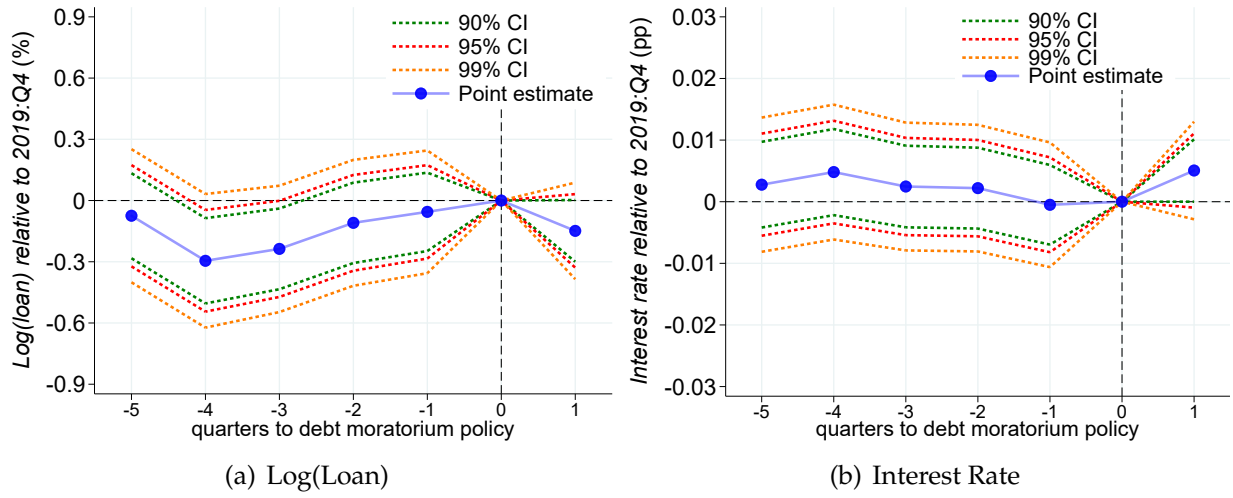 Log(loan) relative to 2019:Q4 (%)
0.9
0.6
0.3
0
-0.3
-0.6
-0.9
90% CI
95% CI
99% CI
Point estimate
-5 -4 -3 -2 -1 0 1
quarters to debt moratorium policy
(a) Log(Loan)
Interest rate relative to 2019:Q4 (pp)
0.03
0.02
0.01
0
-0.01
-0.02
-0.03
90% CI
95% CI
99% CI
Point estimate
-5 -4 -3 -2 -1 0 1
quarters to debt moratorium policy
(b) Interest Rate